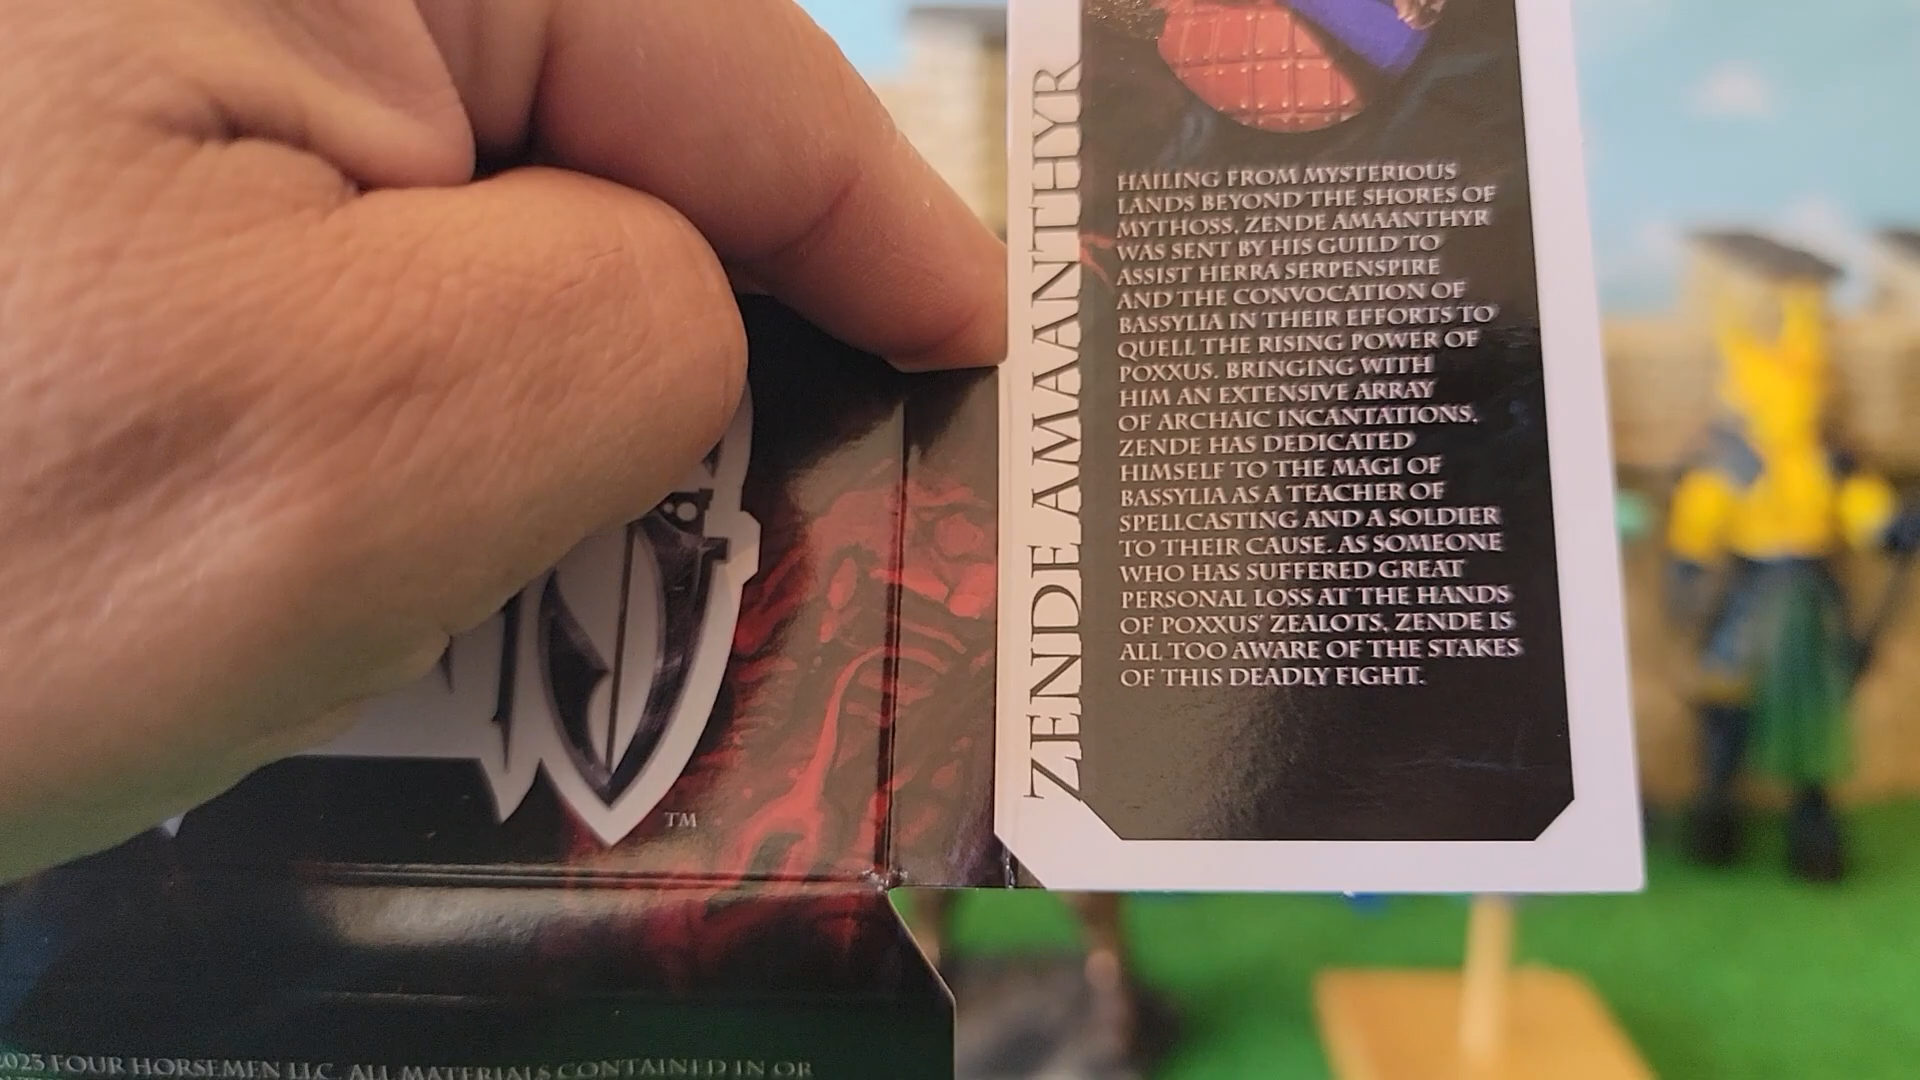 ZENDE AMAANTHYR
HAILING FROM MYSTERIOUS
LANDS BEYOND THE SHORES OF
MYTHOSS, ZENDE AMAANTHYR
WAS SENT BY HIS GUILD TO
ASSIST HERRA SERPENSPIRE
AND THE CONVOCATION OF
BASSYLIA IN THEIR EFFORTS TO
QUELL THE RISING POWER OF
POXXUS. BRINGING WITH
HIM AN EXTENSIVE ARRAY
OF ARCHAIC INCANTATIONS,
ZENDE HAS DEDICATED
HIMSELF TO THE MAGI OF
BASSYLIA AS A TEACHER OF
SPELLCASTING AND A SOLDIER
TO THEIR CAUSE. AS SOMEONE
WHO HAS SUFFERED GREAT
PERSONAL LOSS AT THE HANDS
OF POXXUS' ZEALOTS, ZENDE IS
ALL TOO AWARE OF THE STAKES
OF THIS DEADLY FIGHT.
TM
2025 FOUR HORSEMEN LLC. ALL MATERIALS CONTAINED IN OR